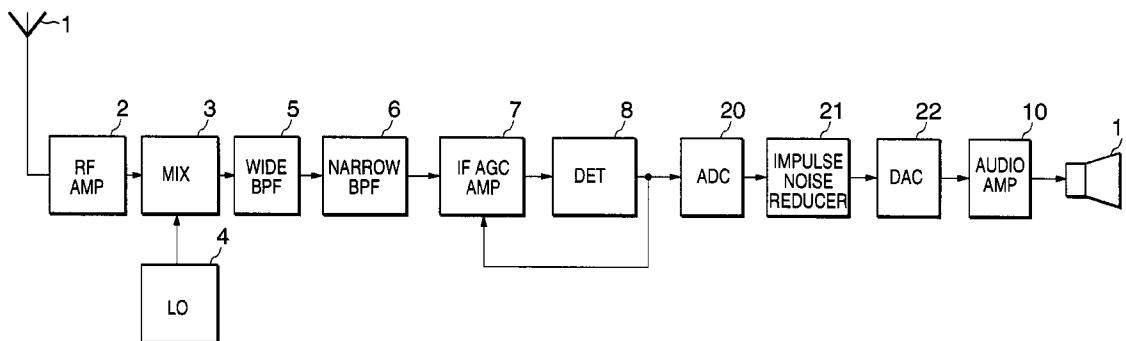 1
2
RF
AMP
3
MIX
5
WIDE
BPF
6
NARROW
BPF
7
IF AGC
AMP
8
DET
20
ADC
21
IMPULSE
NOISE
REDUCER
22
DAC
10
AUDIO
AMP
1
4
LO